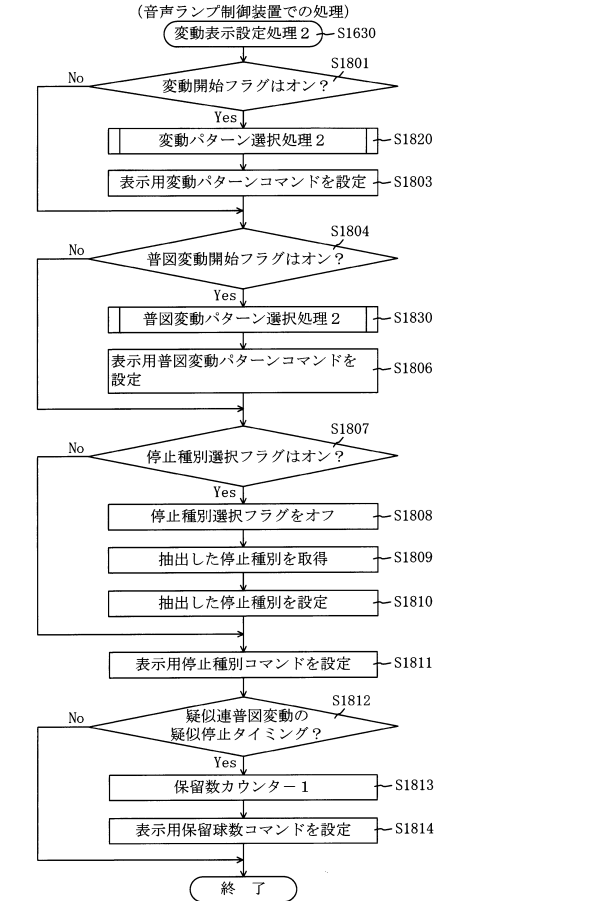 (音声ランプ制御装置での処理)
変動表示設定処理2 S1630
S1801
変動開始フラグはオン?
No
Yes
変動パターン選択処理2 S1820
表示用変動パターンコマンドを設定 S1803
S1804
普図変動開始フラグはオン?
No
Yes
普図変動パターン選択処理2 S1830
表示用普図変動パターンコマンドを
設定
S1806
S1807
停止種別選択フラグはオン?
No
Yes
停止種別選択フラグをオフ S1808
抽出した停止種別を取得 S1809
抽出した停止種別を設定 S1810
表示用停止種別コマンドを設定 S1811
S1812
疑似連普図変動の
疑似停止タイミング?
No
Yes
保留数カウンタ-1 S1813
表示用保留球数コマンドを設定 S1814
終 了